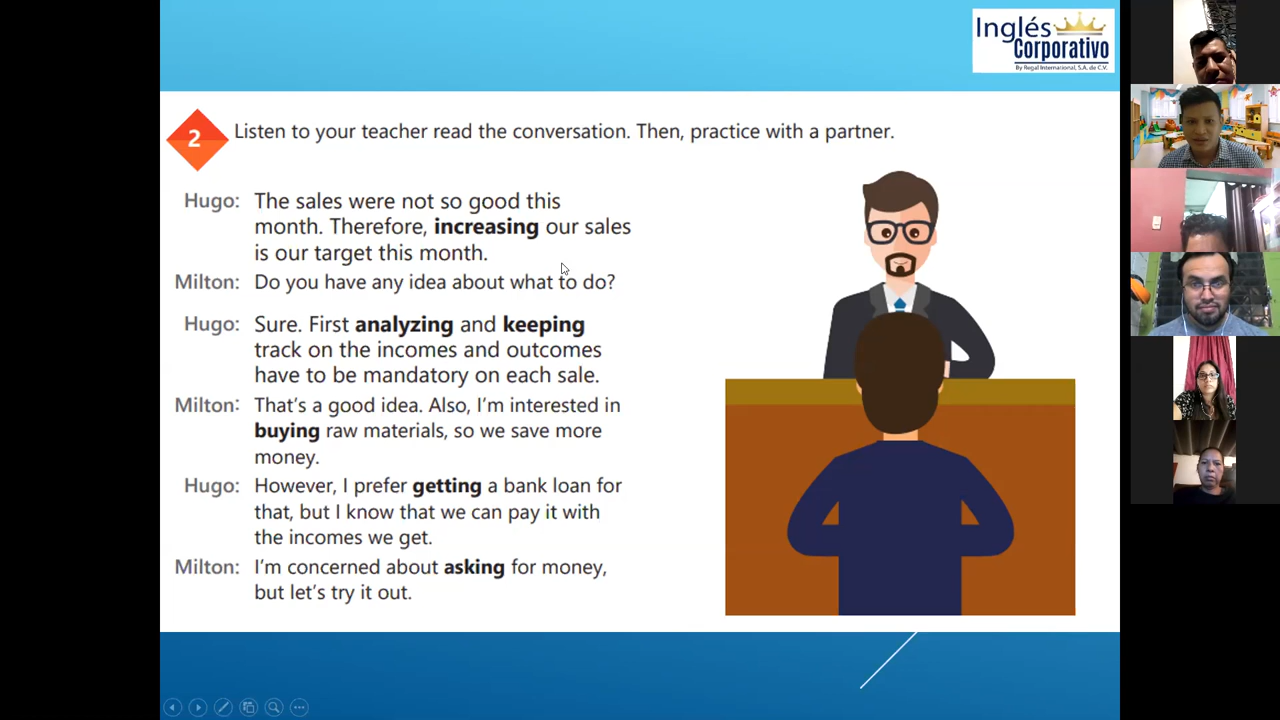 Inglés
Corporativo
By Regal International, S.A. de C.V.
2
Listen to your teacher read the conversation. Then, practice with a partner.
Hugo: The sales were not so good this
month. Therefore, increasing our sales
is our target this month.
Milton: Do you have any idea about what to do?
Hugo: Sure. First analyzing and keeping
track on the incomes and outcomes
have to be mandatory on each sale.
Milton: That’s a good idea. Also, I’m interested in
buying raw materials, so we save more
money.
Hugo: However, I prefer getting a bank loan for
that, but I know that we can pay it with
the incomes we get.
Milton: I’m concerned about asking for money,
but let’s try it out.